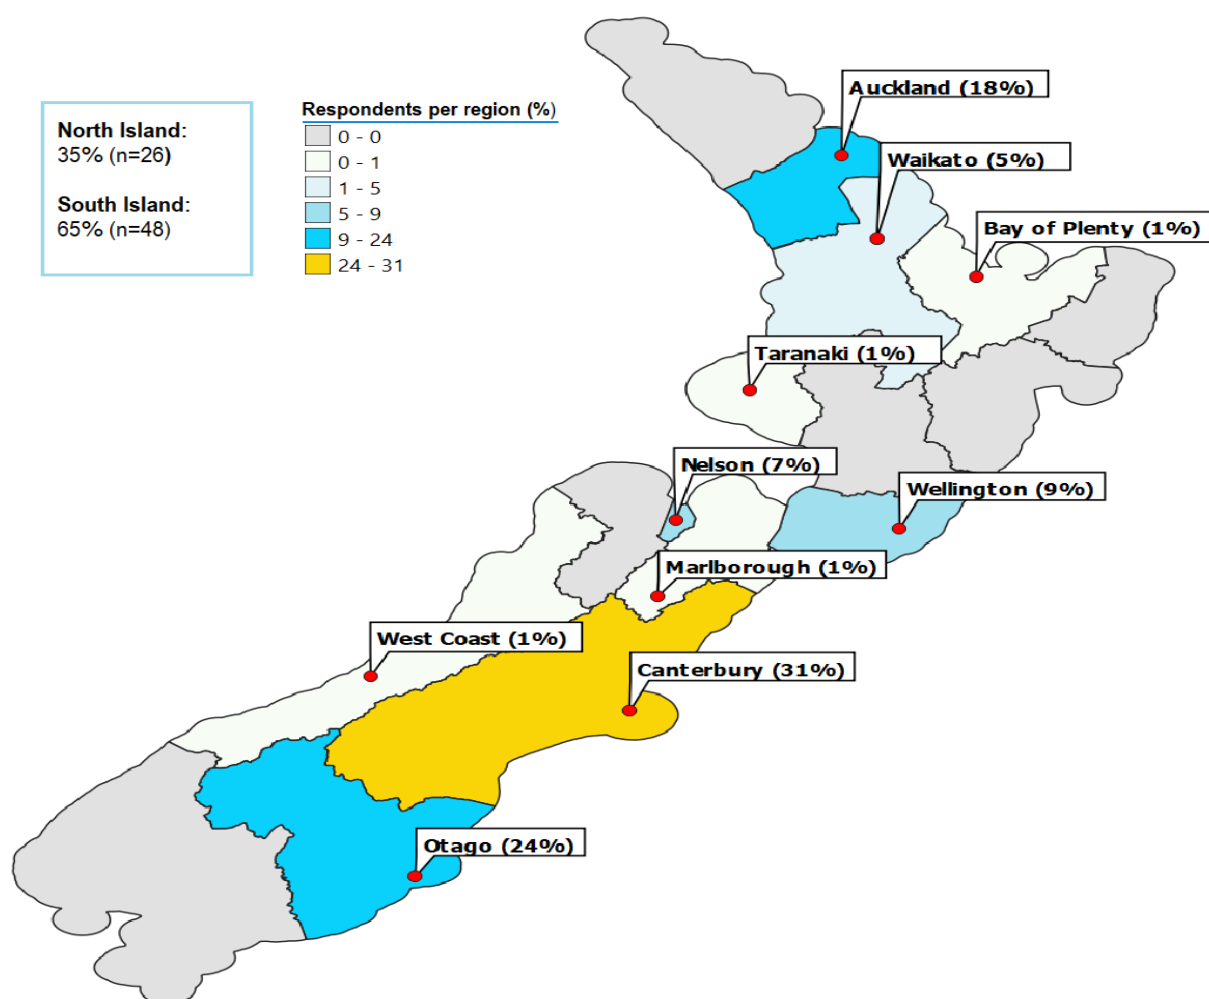 North Island:
35% (n=26)
South Island:
65% (n=48)
Respondents per region (%)
0 - 0
0 - 1
1 - 5
5 - 9
9 - 24
24 - 31
Auckland (18%)
Waikato (5%)
Bay of Plenty (1%)
Taranaki (1%)
Nelson (7%)
Wellington (9%)
Marlborough (1%)
West Coast (1%)
Canterbury (31%)
Otago (24%)